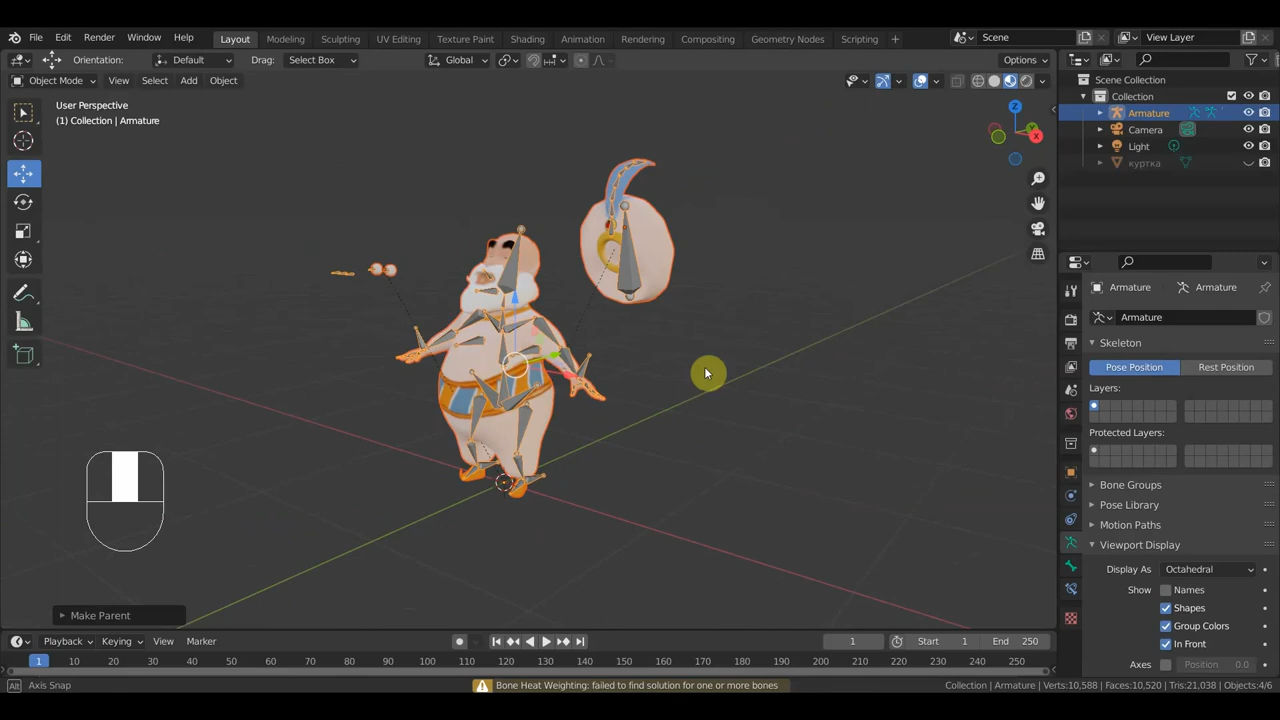 File Edit Render Window Help Layout Modeling Sculpting UV Editing Texture Paint Shading Animation Rendering Compositing Geometry Nodes Scripting + Scene View Layer
Orientation: Default Drag: Select Box Global Options
Object Mode View Select Add Object
User Perspective
(1) Collection | Armature
Scene Collection
Collection
Armature
Camera
Light
куртка
Z
Y
X
Armature Armature
Armature
Skeleton
Pose Position Rest Position
Layers:
Protected Layers:
Bone Groups
Pose Library
Motion Paths
Viewport Display
Display As Octahedral
Show Names
Shapes
Group Colors
In Front
Axes Position 0.0
Make Parent
Playback Keying View Marker 1 Start 1 End 250
1 10 20 30 40 50 60 70 80 90 100 110 120 130 140 150 160 170 180 190 200 210 220 230 240 250
Alt Axis Snap Bone Heat Weighting: failed to find solution for one or more bones Collection | Armature Verts:10,588 | Faces:10,520 | Tris:21,038 | Objects:4/6